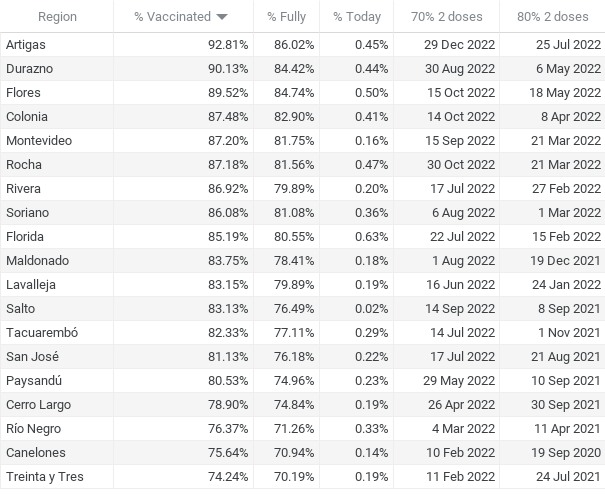 Region % Vaccinated % Fully % Today 70% 2 doses 80% 2 doses
Artigas 92.81% 86.02% 0.45% 29 Dec 2022 25 Jul 2022
Durazno 90.13% 84.42% 0.44% 30 Aug 2022 6 May 2022
Flores 89.52% 84.74% 0.50% 15 Oct 2022 18 May 2022
Colonia 87.48% 82.90% 0.41% 14 Oct 2022 8 Apr 2022
Montevideo 87.20% 81.75% 0.16% 15 Sep 2022 21 Mar 2022
Rocha 87.18% 81.56% 0.47% 30 Oct 2022 21 Mar 2022
Rivera 86.92% 79.89% 0.20% 17 Jul 2022 27 Feb 2022
Soriano 86.08% 81.08% 0.36% 6 Aug 2022 1 Mar 2022
Florida 85.19% 80.55% 0.63% 22 Jul 2022 15 Feb 2022
Maldonado 83.75% 78.41% 0.18% 1 Aug 2022 19 Dec 2021
Lavalleja 83.15% 79.89% 0.19% 16 Jun 2022 24 Jan 2022
Salto 83.13% 76.49% 0.02% 14 Sep 2022 8 Sep 2021
Tacuarembó 82.33% 77.11% 0.29% 14 Jul 2022 1 Nov 2021
San José 81.13% 76.18% 0.22% 17 Jul 2022 21 Aug 2021
Paysandú 80.53% 74.96% 0.23% 29 May 2022 10 Sep 2021
Cerro Largo 78.90% 74.84% 0.19% 26 Apr 2022 30 Sep 2021
Río Negro 76.37% 71.26% 0.33% 4 Mar 2022 11 Apr 2021
Canelones 75.64% 70.94% 0.14% 10 Feb 2022 19 Sep 2020
Treinta y Tres 74.24% 70.19% 0.19% 11 Feb 2022 24 Jul 2021